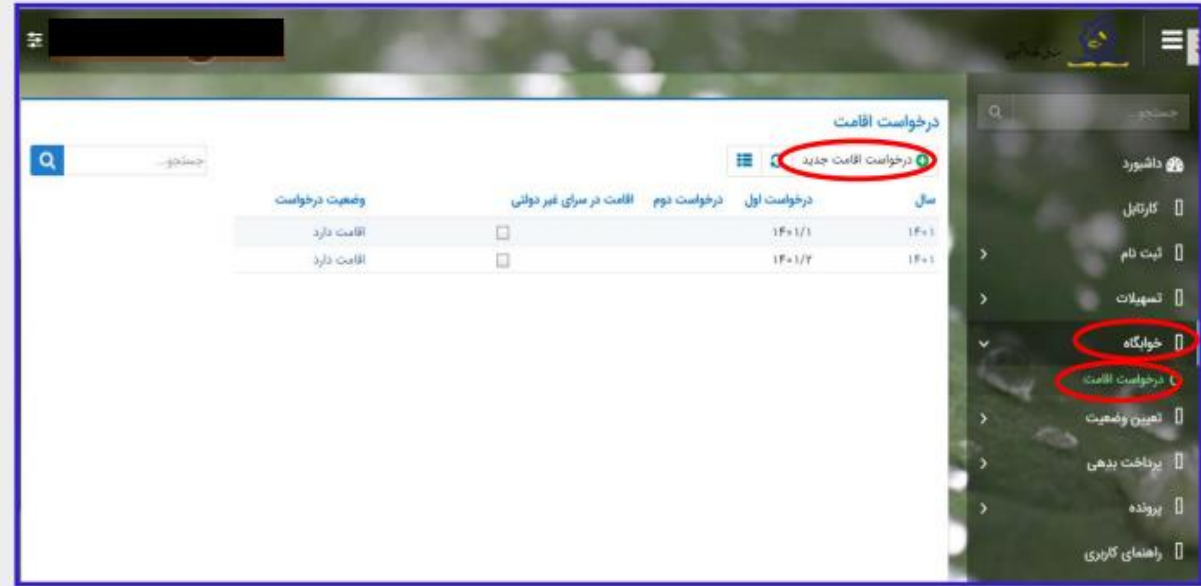 جستجو...
داشبورد
کارتابل
ثبت نام
تسهیلات
خوابگاه
درخواست اقامت
تعیین وضعیت
پرداخت بدهی
پرونده
راهنمای کاربری
درخواست اقامت
درخواست اقامت جدید
جستجو...
سال درخواست اول درخواست دوم اقامت در سرای غیر دولتی وضعیت درخواست
۱۴۰۱ ۱۴۰۱/۱ اقامت دارد
۱۴۰۱ ۱۴۰۱/۲ اقامت دارد